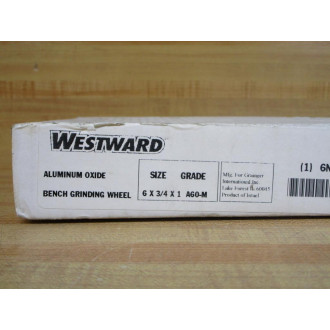 WESTWARD
ALUMINUM OXIDE
BENCH GRINDING WHEEL
SIZE GRADE
6 X 3/4 X 1 A60-M
Mfg. For Grainger
International, Inc.
Lake Forest IL 60045
Product of Israel
(1) 6N